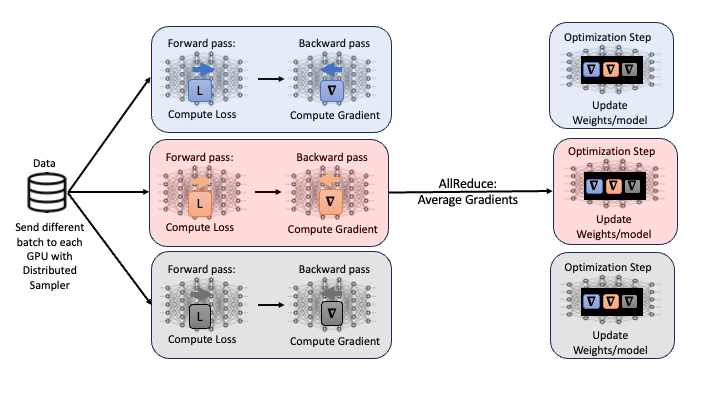 Data
Send different
batch to each
GPU with
Distributed
Sampler
Forward pass:
L
Compute Loss
Backward pass
∇
Compute Gradient
Forward pass:
L
Compute Loss
Backward pass
∇
Compute Gradient
Forward pass:
L
Compute Loss
Backward pass
∇
Compute Gradient
AllReduce:
Average Gradients
Optimization Step
∇ ∇ ∇
Update
Weights/model
Optimization Step
∇ ∇ ∇
Update
Weights/model
Optimization Step
∇ ∇ ∇
Update
Weights/model